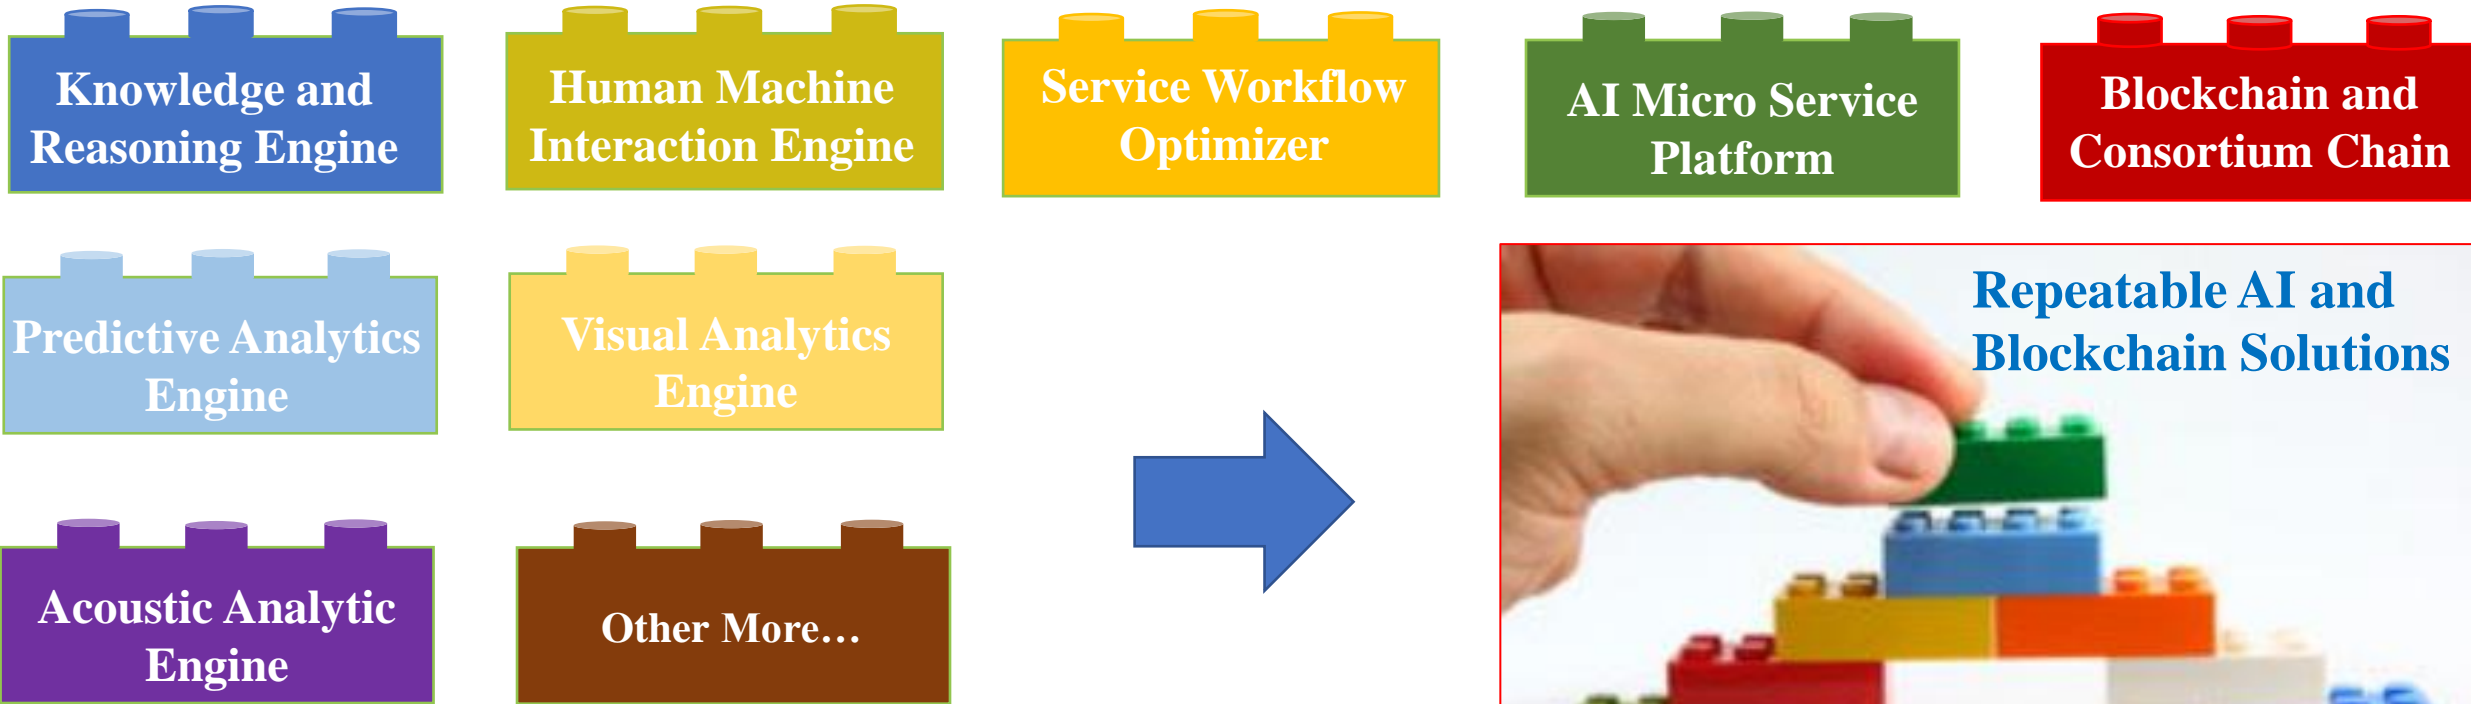 Knowledge and
Reasoning Engine
Human Machine
Interaction Engine
Service Workflow
Optimizer
AI Micro Service
Platform
Blockchain and
Consortium Chain
Predictive Analytics
Engine
Visual Analytics
Engine
Repeatable AI and
Blockchain Solutions
Acoustic Analytic
Engine
Other More…